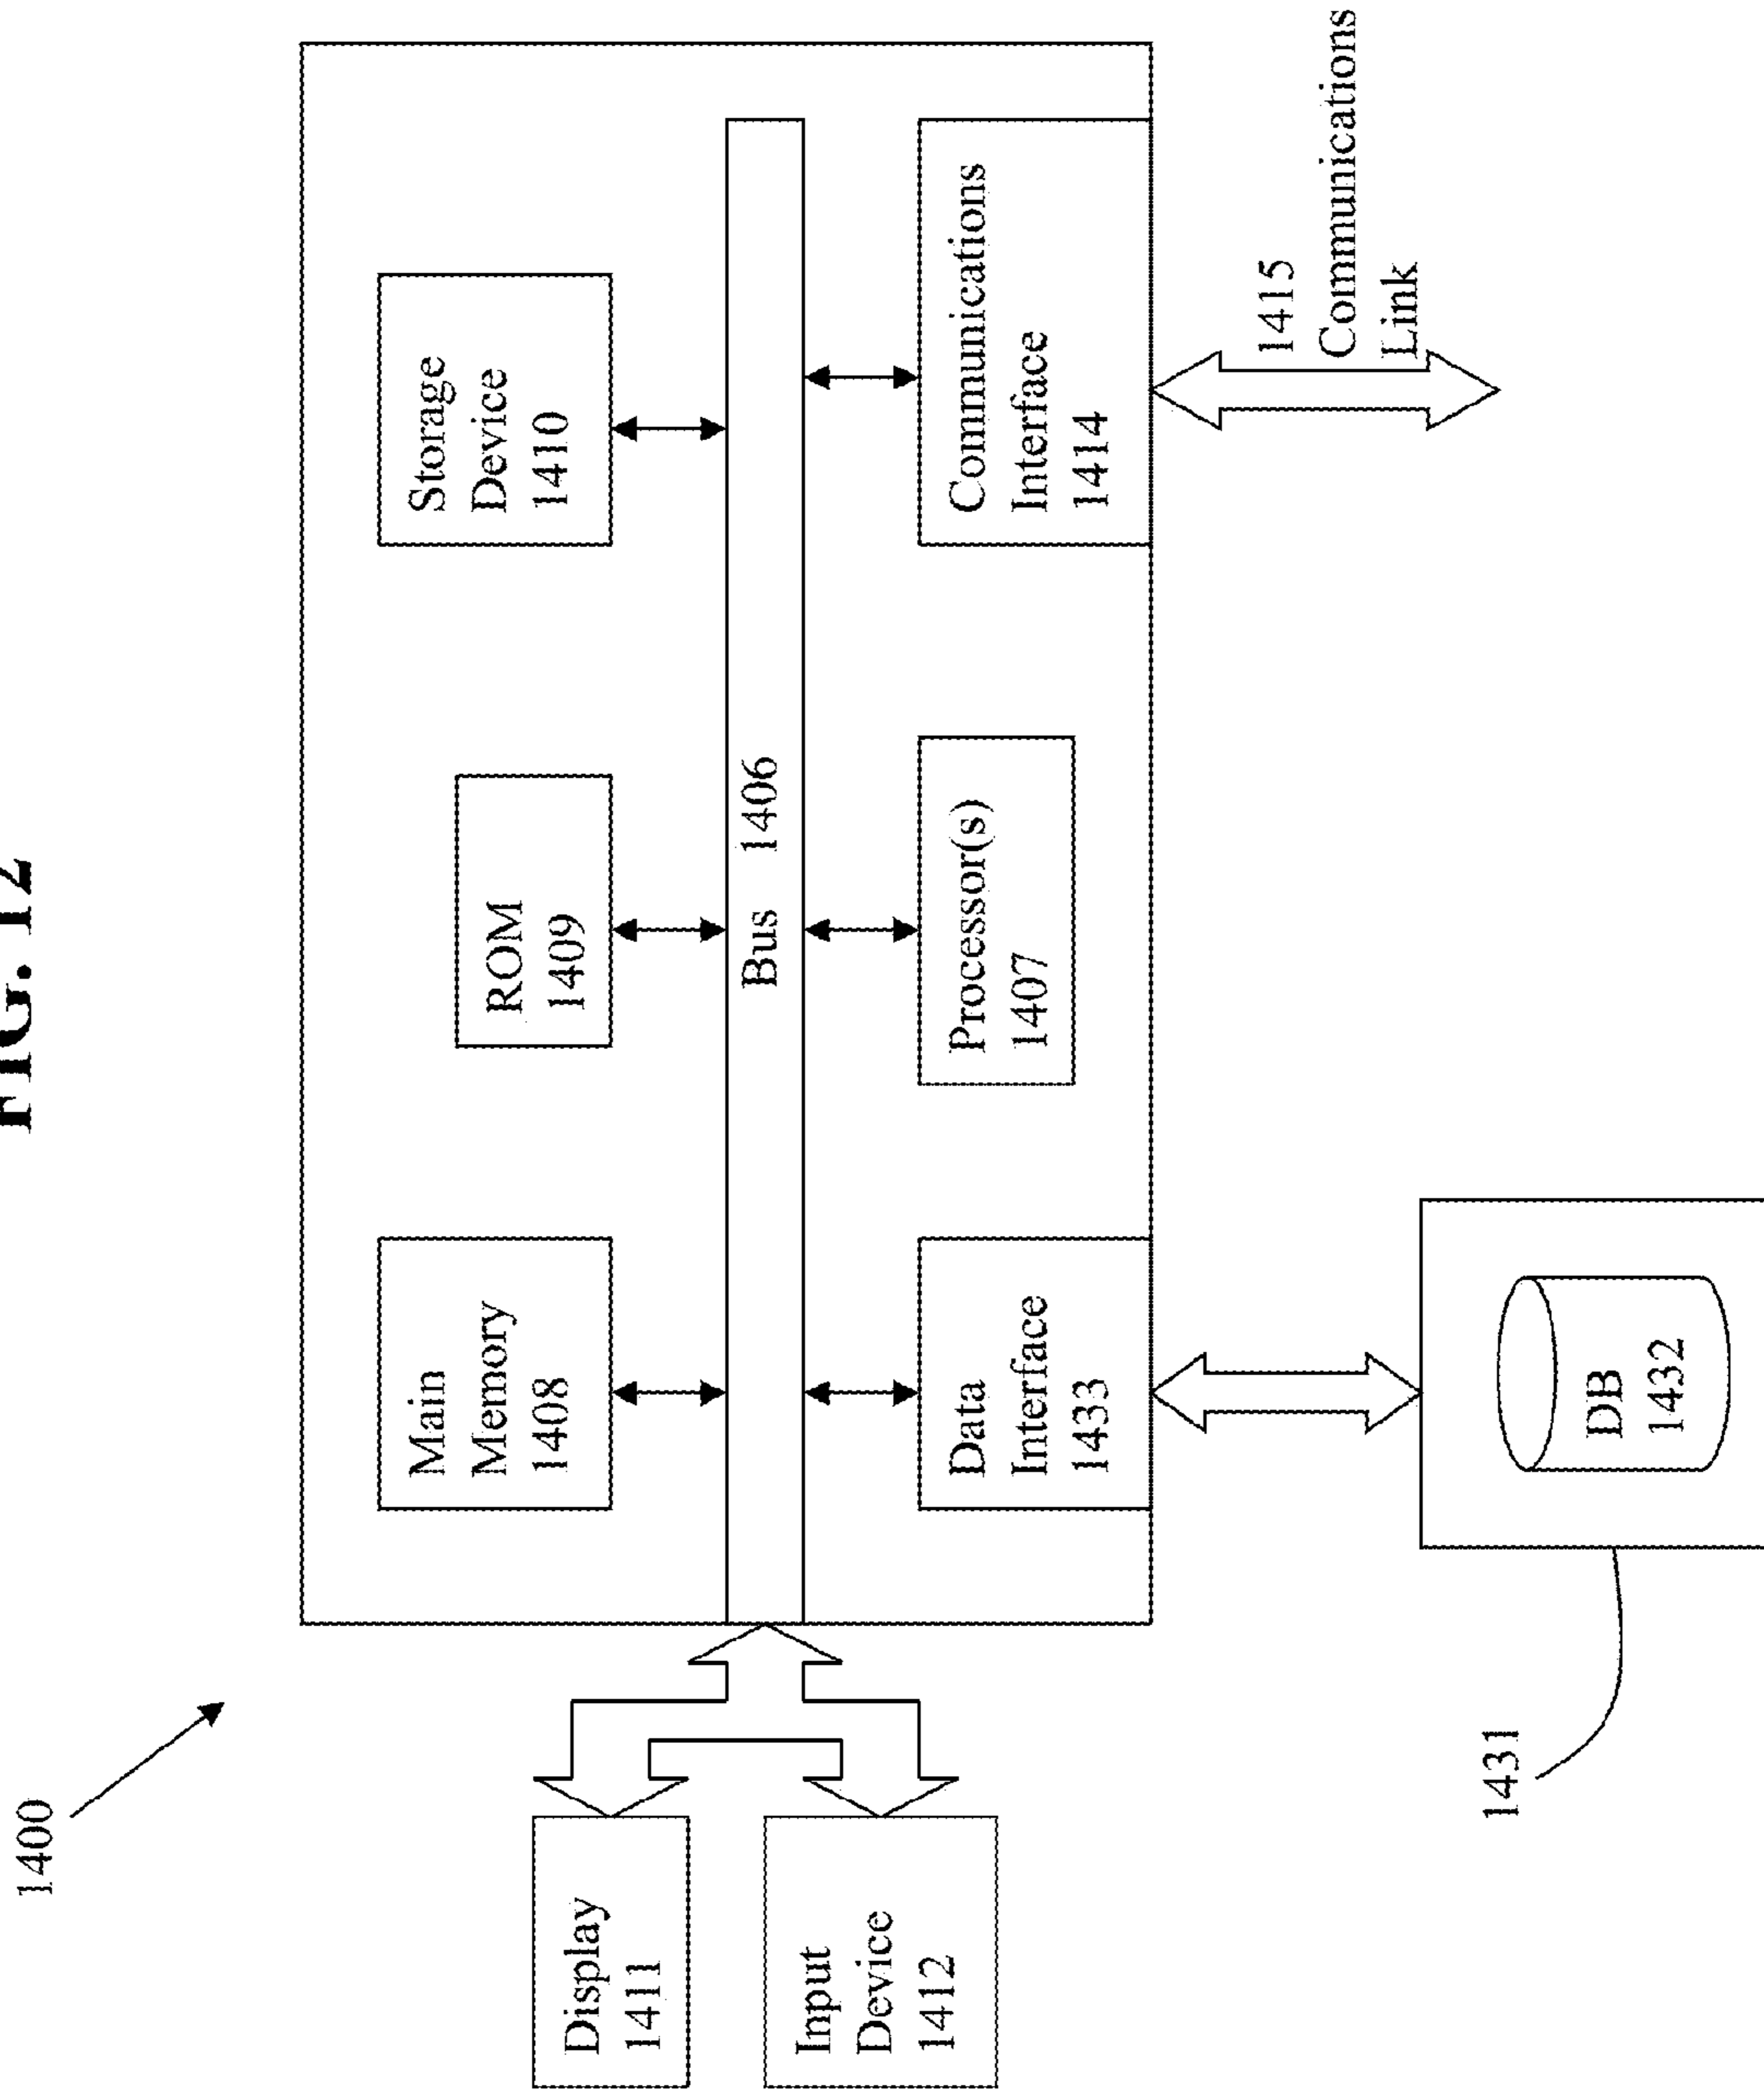 FIG. 12
1400
Main
Memory
1408
ROM
1409
Storage
Device
1410
Display
1411
Bus 1406
Input
Device
1412
Data
Interface
1433
Processor(s)
1407
Communications
Interface
1414
1415
Communications
Link
1431
DB
1432